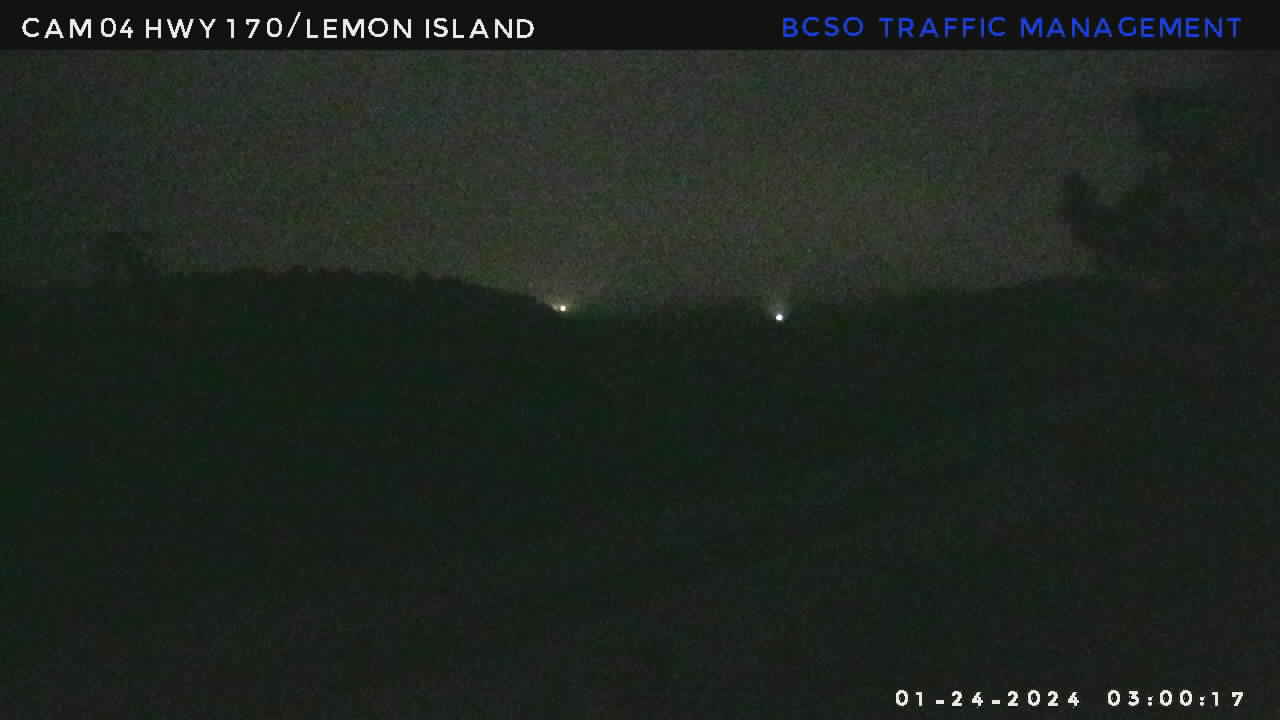 CAM04 HWY 170/LEMON ISLAND
BCSO TRAFFIC MANAGEMENT
01-24-2024 03:00:17